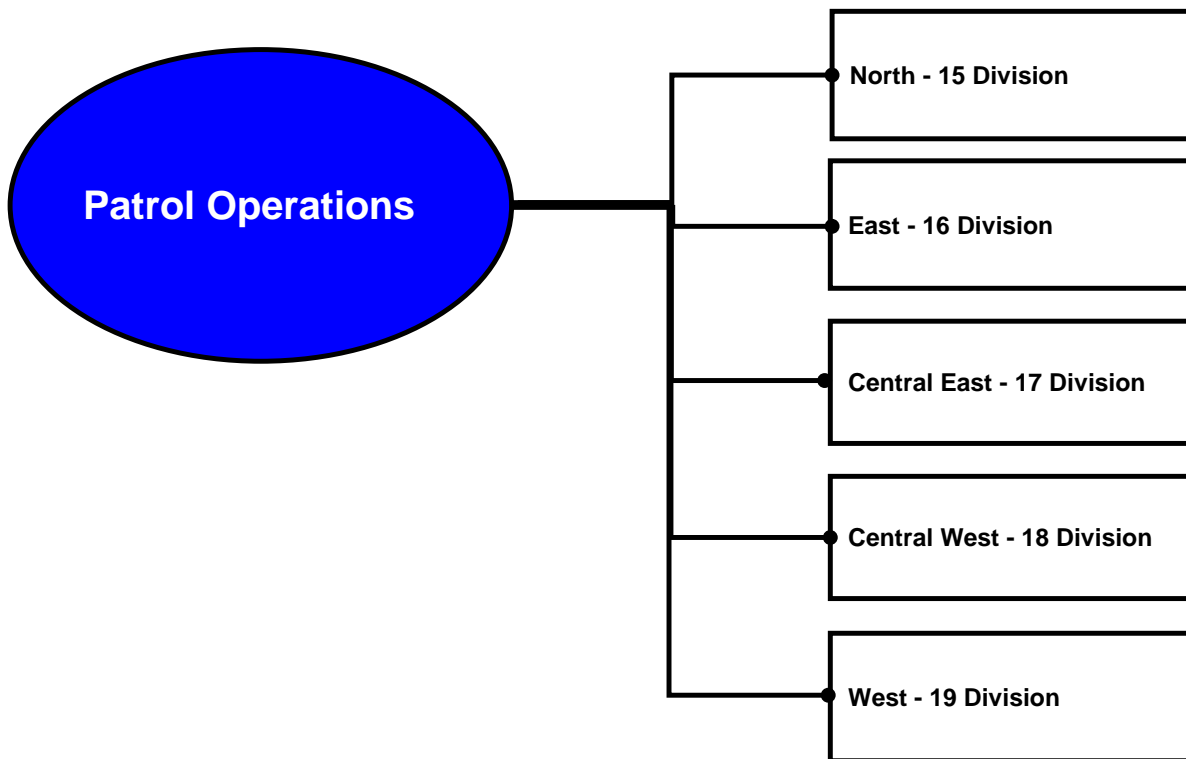 Patrol Operations
North - 15 Division
East - 16 Division
Central East - 17 Division
Central West - 18 Division
West - 19 Division